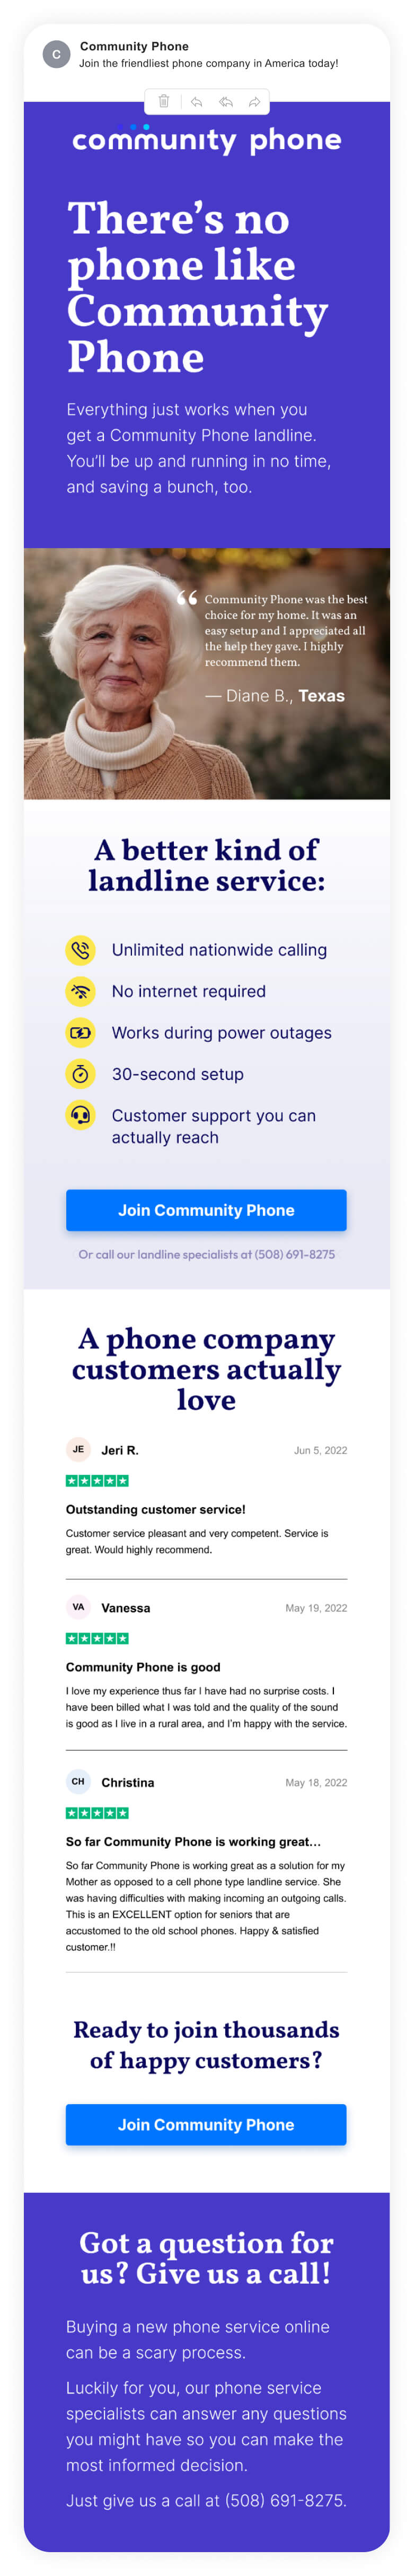 C
Community Phone
Join the friendliest phone company in America today!
community phone
There’s no
phone like
Community
Phone
Everything just works when you
get a Community Phone landline.
You’ll be up and running in no time,
and saving a bunch, too.
“ Community Phone was the best
choice for my home. It was an
easy setup and I appreciated all
the help they gave. I highly
recommend them.
— Diane B., Texas
A better kind of
landline service:
Unlimited nationwide calling
No internet required
Works during power outages
30-second setup
Customer support you can
actually reach
Join Community Phone
Or call our landline specialists at (508) 691-8275
A phone company
customers actually
love
JE Jeri R. Jun 5, 2022
Outstanding customer service!
Customer service pleasant and very competent. Service is
great. Would highly recommend.
VA Vanessa May 19, 2022
Community Phone is good
I love my experience thus far I have had no surprise costs. I
have been billed what I was told and the quality of the sound
is good as I live in a rural area, and I’m happy with the service.
CH Christina May 18, 2022
So far Community Phone is working great…
So far Community Phone is working great as a solution for my
Mother as opposed to a cell phone type landline service. She
was having difficulties with making incoming an outgoing calls.
This is an EXCELLENT option for seniors that are
accustomed to the old school phones. Happy & satisfied
customer.!!
Ready to join thousands
of happy customers?
Join Community Phone
Got a question for
us? Give us a call!
Buying a new phone service online
can be a scary process.
Luckily for you, our phone service
specialists can answer any questions
you might have so you can make the
most informed decision.
Just give us a call at (508) 691-8275.